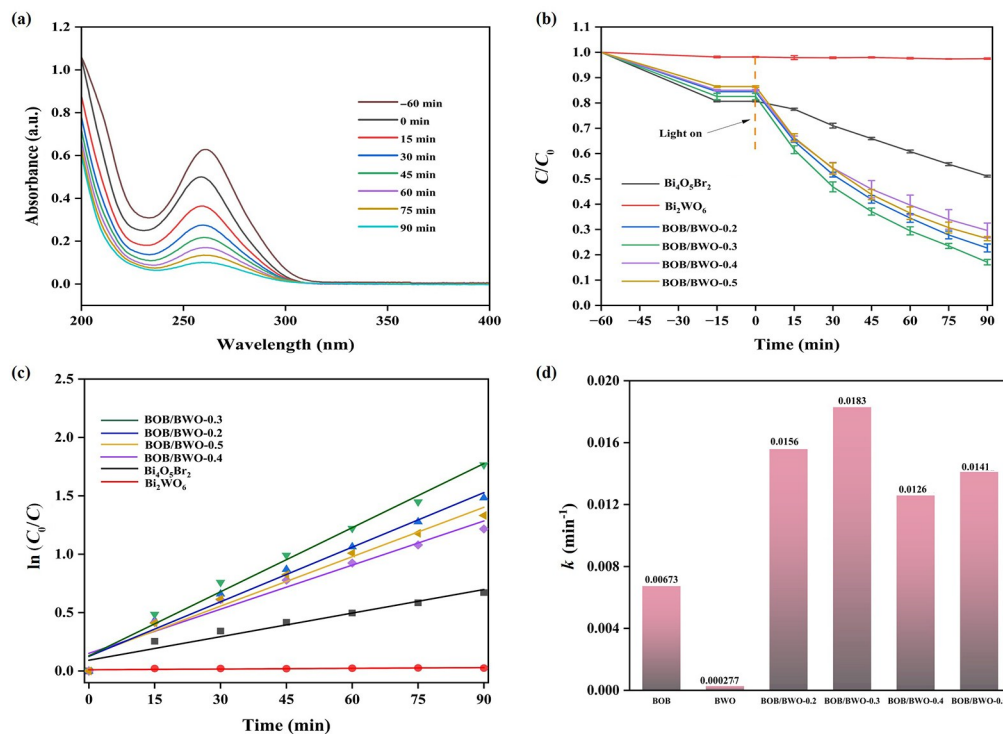 (a)
1.2
1.0
0.8
0.6
0.4
0.2
0.0
Absorbance (a.u.)
−60 min
0 min
15 min
30 min
45 min
60 min
75 min
90 min
200 250 300 350 400
Wavelength (nm)
(b)
1.1
1.0
0.9
0.8
0.7
0.6
0.5
0.4
0.3
0.2
0.1
0.0
C/C₀
Light on
Bi₄O₅Br₂
Bi₂WO₆
BOB/BWO-0.2
BOB/BWO-0.3
BOB/BWO-0.4
BOB/BWO-0.5
−60 −45 −30 −15 0 15 30 45 60 75 90
Time (min)
(c)
2.5
2.0
1.5
1.0
0.5
0.0
ln (C₀/C)
BOB/BWO-0.3
BOB/BWO-0.2
BOB/BWO-0.5
BOB/BWO-0.4
Bi₄O₅Br₂
Bi₂WO₆
0 15 30 45 60 75 90
Time (min)
(d)
0.020
0.016
0.012
0.008
0.004
0.000
k (min⁻¹)
0.00673
0.000277
0.0156
0.0183
0.0126
0.0141
BOB BWO BOB/BWO-0.2 BOB/BWO-0.3 BOB/BWO-0.4 BOB/BWO-0.